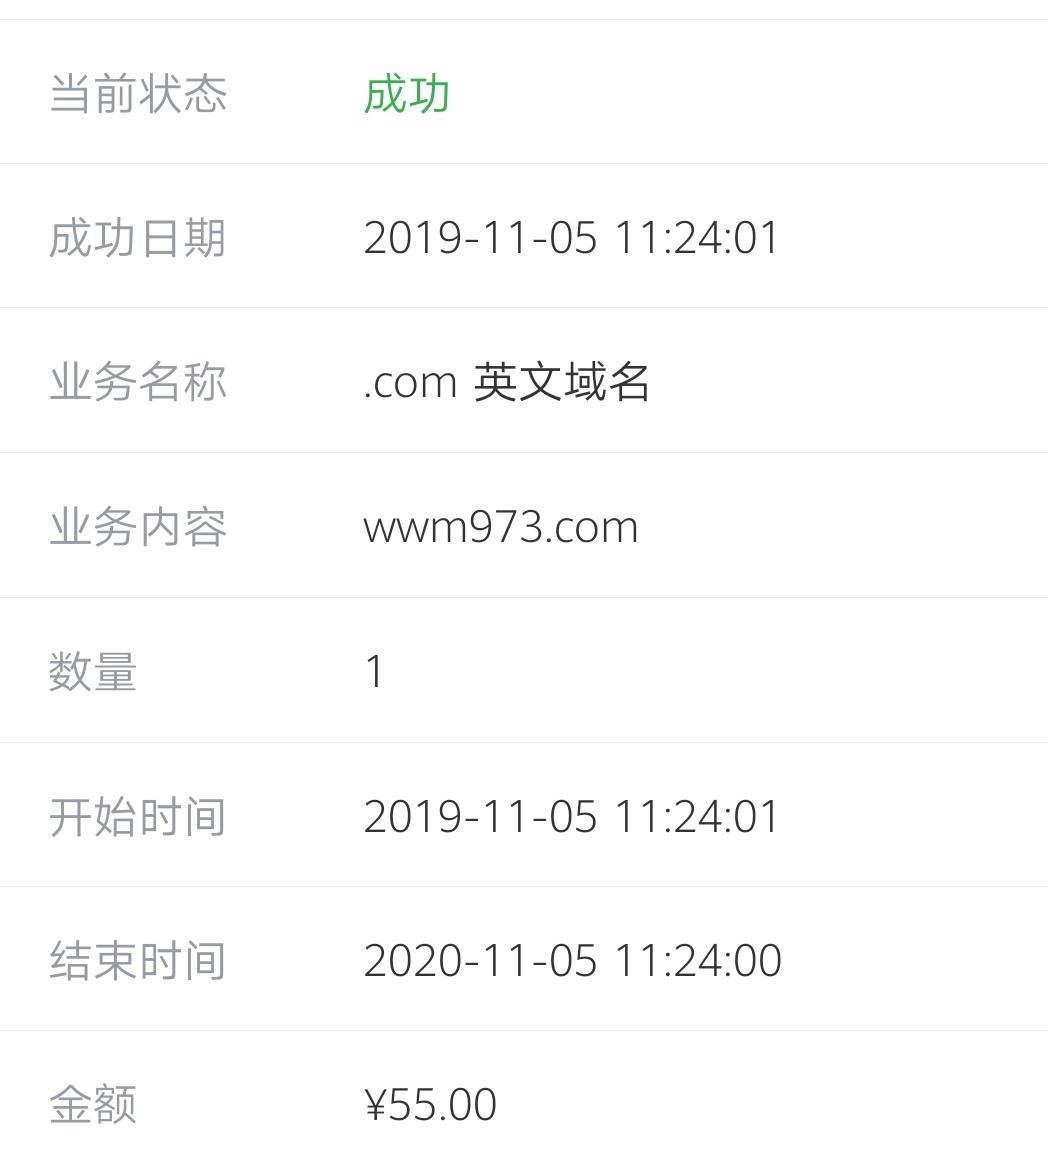 当前状态 成功
成功日期 2019-11-05 11:24:01
业务名称 .com 英文域名
业务内容 wwm973.com
数量 1
开始时间 2019-11-05 11:24:01
结束时间 2020-11-05 11:24:00
金额 ¥55.00